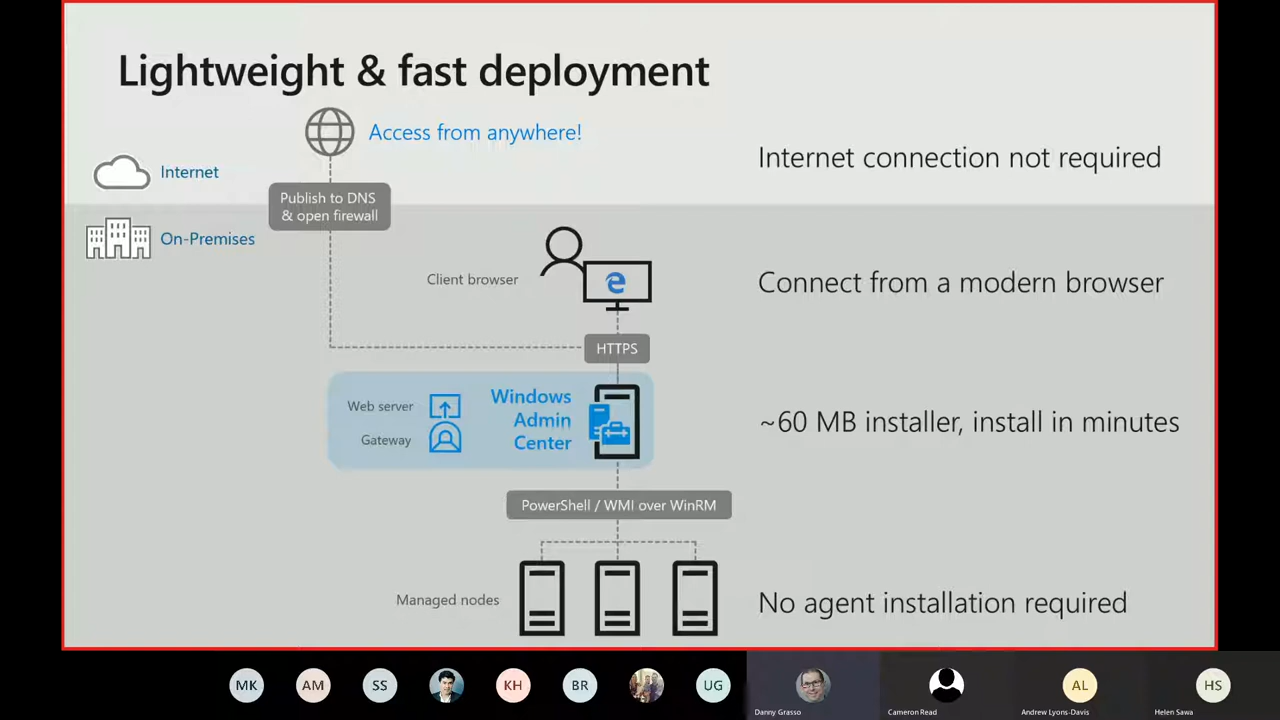 Lightweight & fast deployment
Access from anywhere!
Internet
Internet connection not required
Publish to DNS
& open firewall
On-Premises
Client browser
Connect from a modern browser
HTTPS
Web server
Gateway
Windows
Admin
Center
~60 MB installer, install in minutes
PowerShell / WMI over WinRM
Managed nodes
No agent installation required
MK
AM
SS
KH
BR
UG
AL
HS
Danny Grasso
Cameron Read
Andrew Lyons-Davis
Helen Sawa